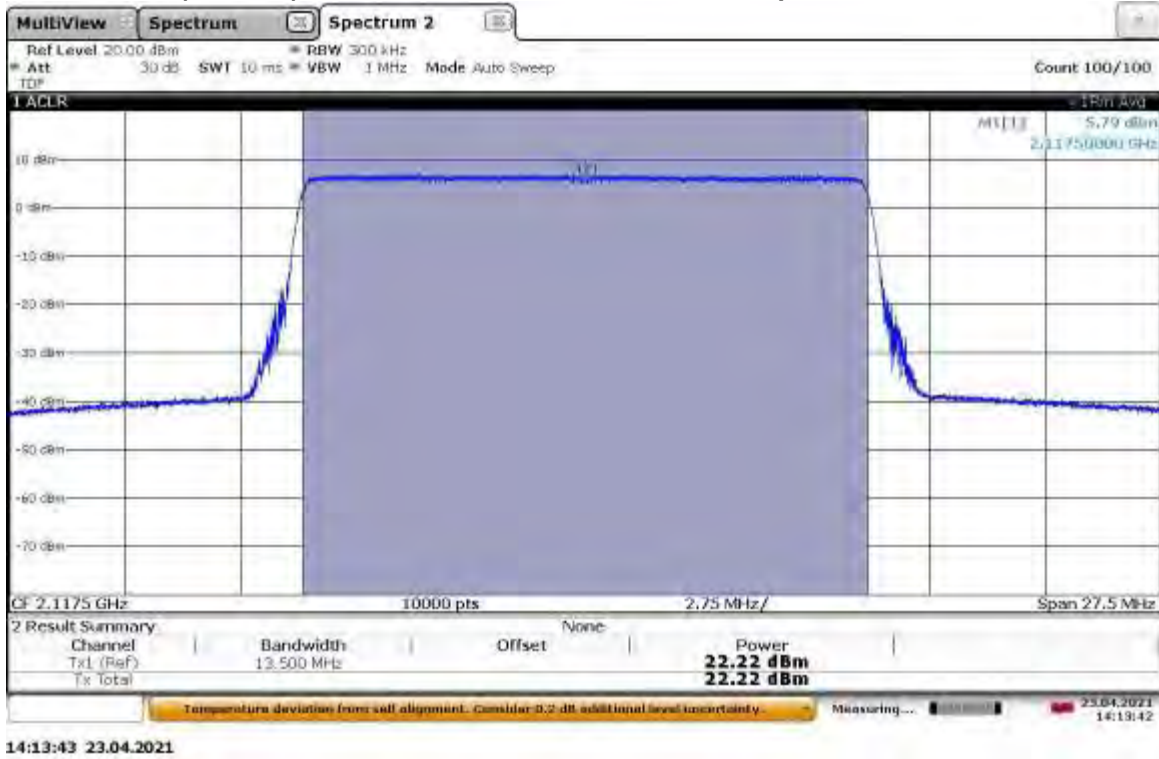 MultiView Spectrum Spectrum 2
Ref Level 20.00 dBm RBW 300 kHz
Att 30 dB SWT 10 ms VBW 1 MHz Mode Auto Sweep Count 100/100
TDF
1 ACLR 1Rm Avg
M1[1] 5.79 dBm
2.11750000 GHz
10 dBm
0 dBm
-10 dBm
-20 dBm
-30 dBm
-40 dBm
-50 dBm
-60 dBm
-70 dBm
CF 2.1175 GHz 10000 pts 2.75 MHz/ Span 27.5 MHz
2 Result Summary None
Channel Bandwidth Offset Power
Tx1 (Ref) 13.500 MHz 22.22 dBm
Tx Total 22.22 dBm
Temperature deviation from self alignment. Consider 0.2 dB additional level uncertainty. Measuring... 23.04.2021
14:13:42
14:13:43 23.04.2021